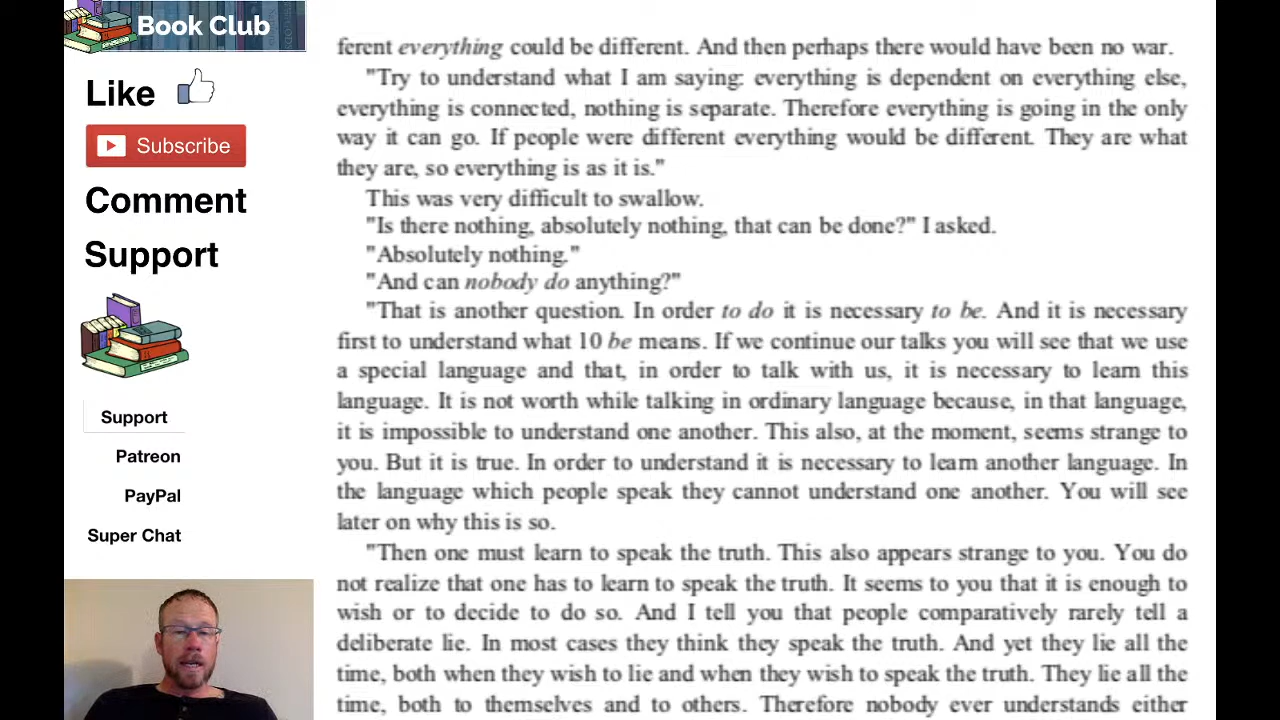 Book Club
Like
Subscribe
Comment
Support
Support
Patreon
PayPal
Super Chat
ferent everything could be different. And then perhaps there would have been no war.
"Try to understand what I am saying: everything is dependent on everything else,
everything is connected, nothing is separate. Therefore everything is going in the only
way it can go. If people were different everything would be different. They are what
they are, so everything is as it is."
This was very difficult to swallow.
"Is there nothing, absolutely nothing, that can be done?" I asked.
"Absolutely nothing."
"And can nobody do anything?"
"That is another question. In order to do it is necessary to be. And it is necessary
first to understand what 10 be means. If we continue our talks you will see that we use
a special language and that, in order to talk with us, it is necessary to learn this
language. It is not worth while talking in ordinary language because, in that language,
it is impossible to understand one another. This also, at the moment, seems strange to
you. But it is true. In order to understand it is necessary to learn another language. In
the language which people speak they cannot understand one another. You will see
later on why this is so.
"Then one must learn to speak the truth. This also appears strange to you. You do
not realize that one has to learn to speak the truth. It seems to you that it is enough to
wish or to decide to do so. And I tell you that people comparatively rarely tell a
deliberate lie. In most cases they think they speak the truth. And yet they lie all the
time, both when they wish to lie and when they wish to speak the truth. They lie all the
time, both to themselves and to others. Therefore nobody ever understands either